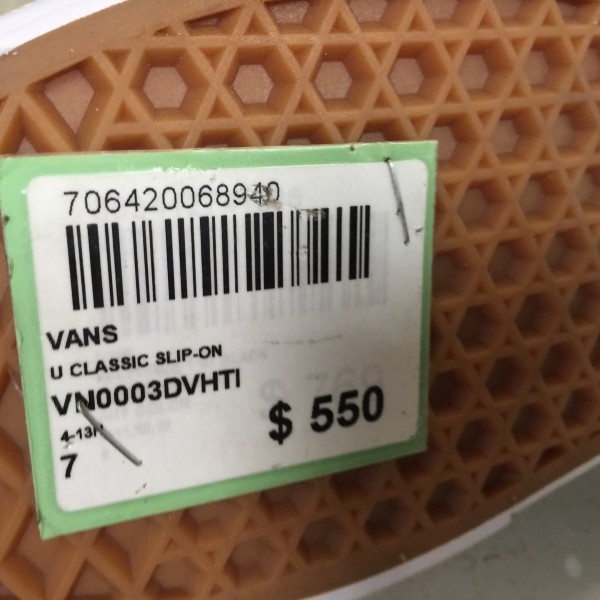 706420068940
VANS
U CLASSIC SLIP-ON
VN0003DVHTI
$ 550
7